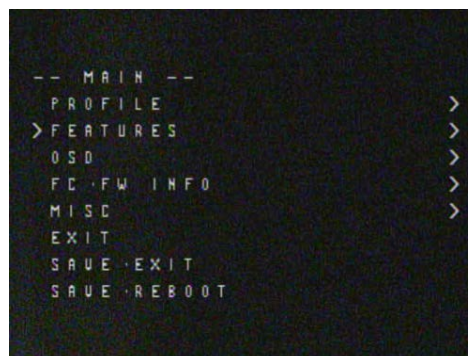 -- MAIN --
PROFILE >
>FEATURES >
OSD >
FC·FW INFO >
MISC >
EXIT
SAVE·EXIT
SAVE·REBOOT